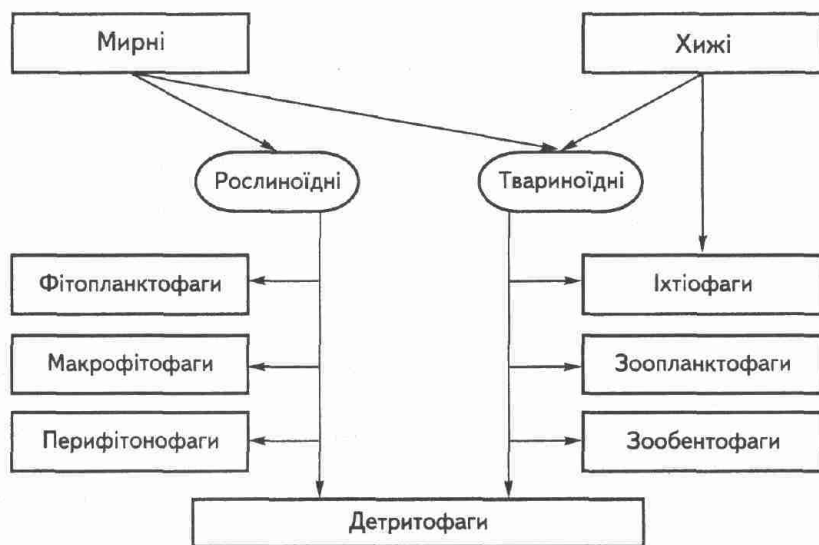 Мирні
Хижі
Рослиноїдні
Твариноїдні
Фітопланктофаги
Іхтіофаги
Макрофітофаги
Зоопланктофаги
Перифітонофаги
Зообентофаги
Детритофаги